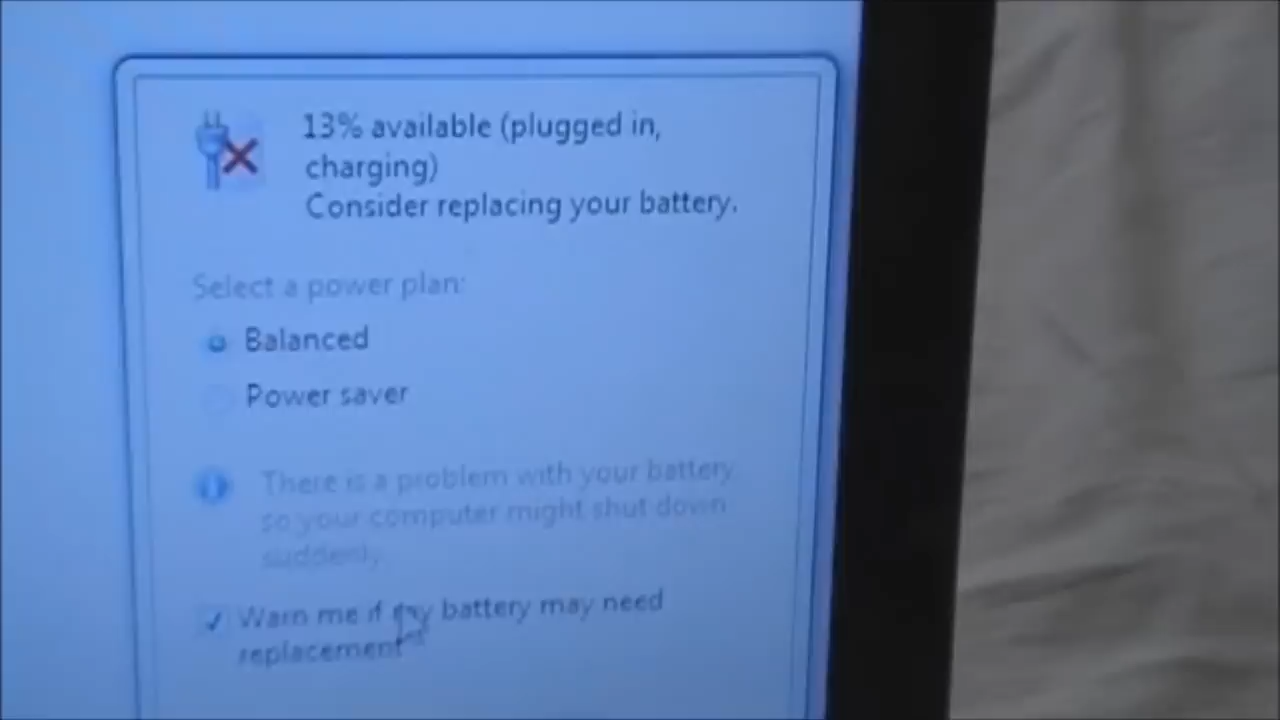 13% available (plugged in,
charging)
Consider replacing your battery.
Select a power plan:
Balanced
Power saver
There is a problem with your battery
so your computer might shut down
suddenly.
Warn me if my battery may need
replacement